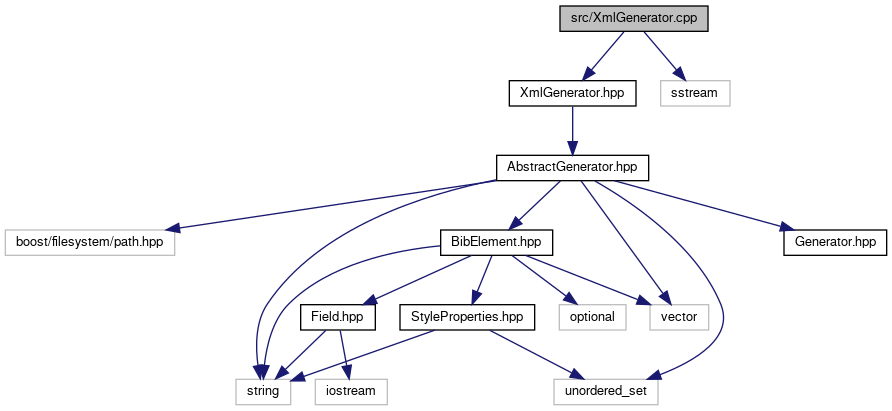 src/XmlGenerator.cpp
XmlGenerator.hpp
sstream
AbstractGenerator.hpp
boost/filesystem/path.hpp
BibElement.hpp
Generator.hpp
Field.hpp
StyleProperties.hpp
optional
vector
string
iostream
unordered_set